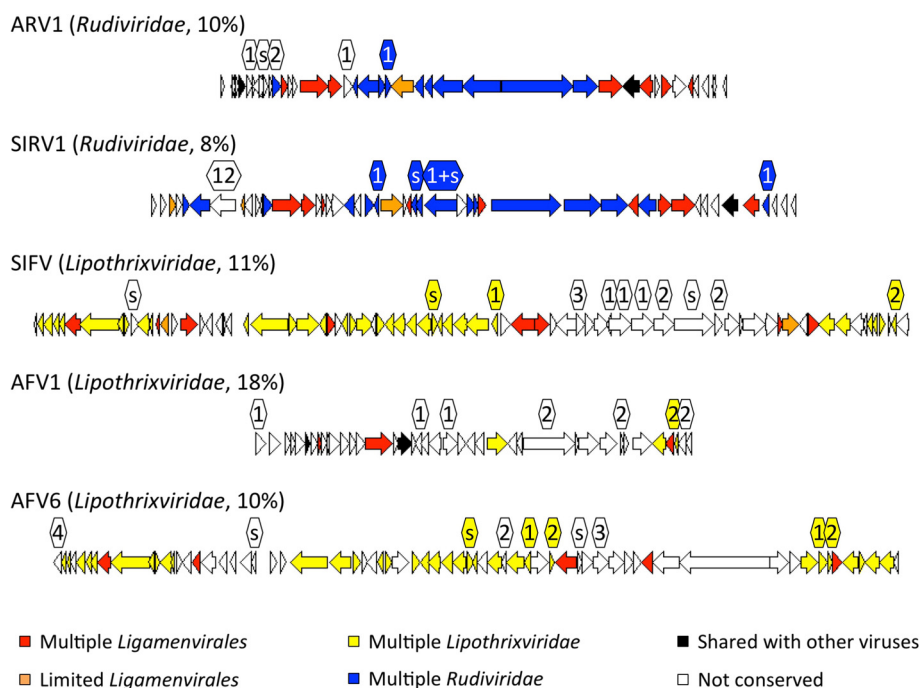 ARV1 (Rudiviridae, 10%)
1 s 2 1 1
SIRV1 (Rudiviridae, 8%)
12 1 s 1+s 1
SIFV (Lipothrixviridae, 11%)
s s 1 3 1 1 1 2 s 2 2
AFV1 (Lipothrixviridae, 18%)
1 1 1 2 2 2 2
AFV6 (Lipothrixviridae, 10%)
4 s s 2 1 2 s 3 1 2
Multiple Ligamenvirales Multiple Lipothrixviridae Shared with other viruses
Limited Ligamenvirales Multiple Rudiviridae Not conserved